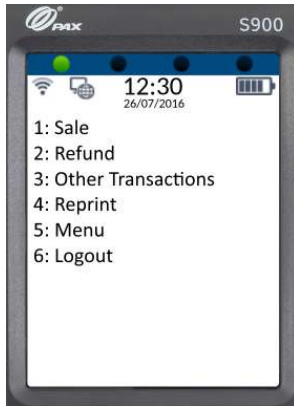 PAX S900
12:30
26/07/2016
1: Sale
2: Refund
3: Other Transactions
4: Reprint
5: Menu
6: Logout